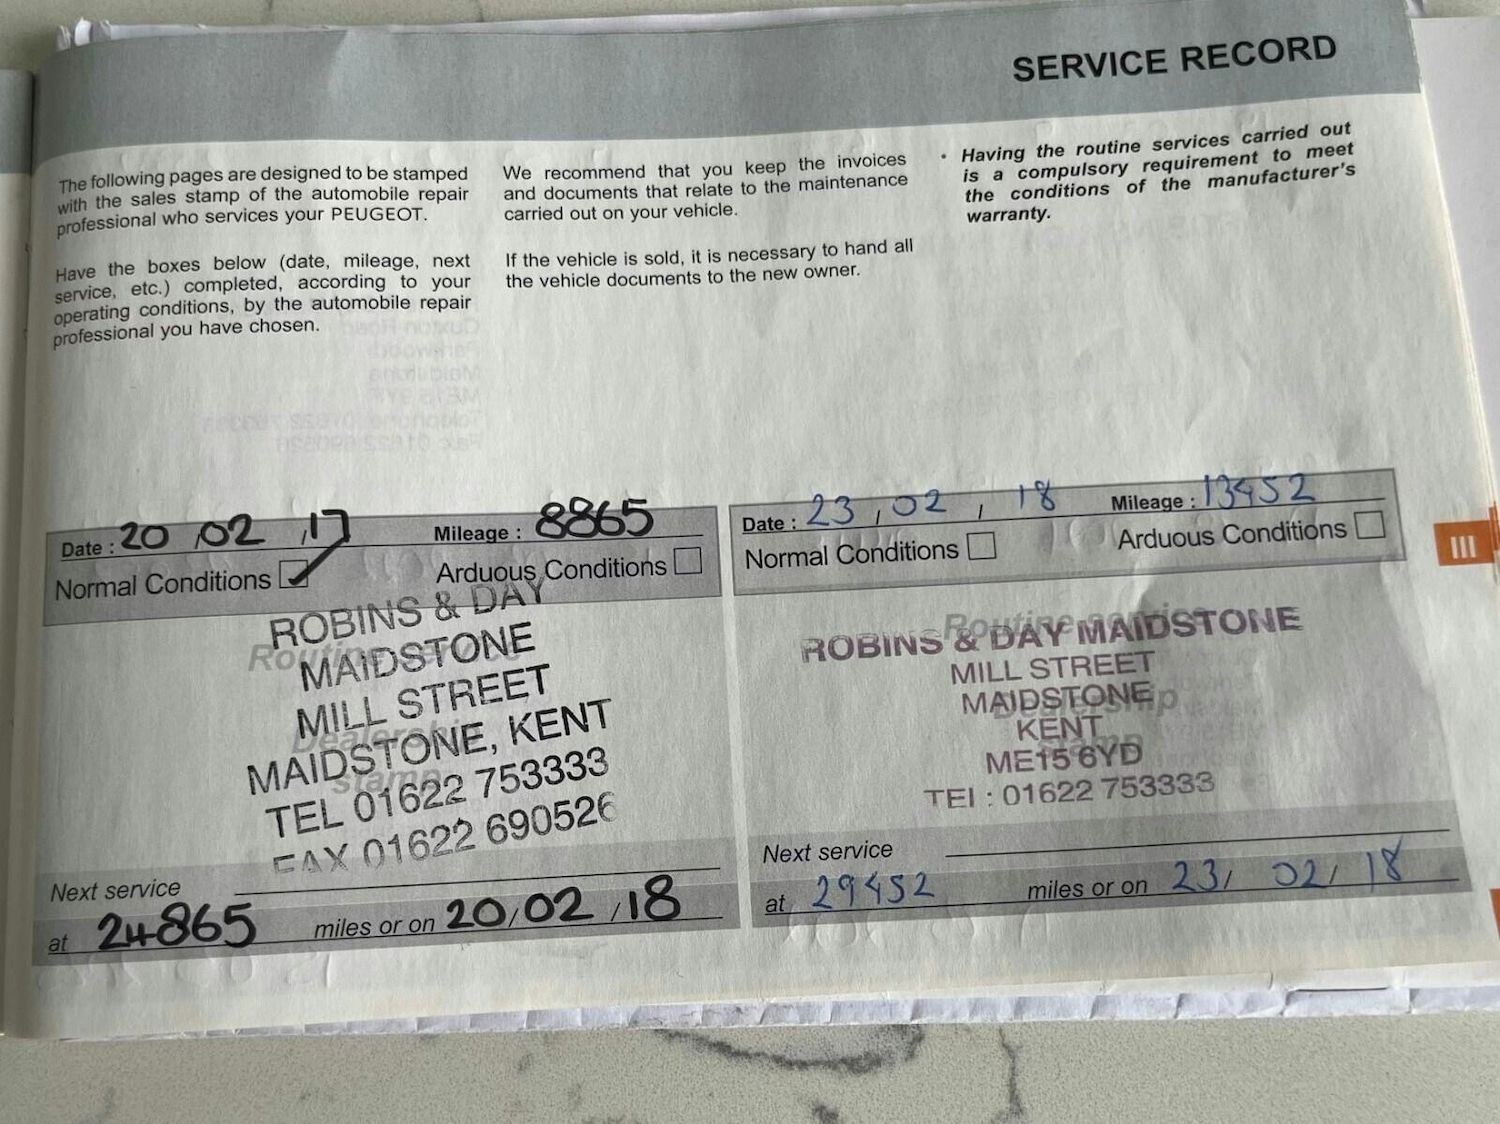 SERVICE RECORD
The following pages are designed to be stamped
with the sales stamp of the automobile repair
professional who services your PEUGEOT.
Have the boxes below (date, mileage, next
service, etc.) completed, according to your
operating conditions, by the automobile repair
professional you have chosen.
We recommend that you keep the invoices
and documents that relate to the maintenance
carried out on your vehicle.
If the vehicle is sold, it is necessary to hand all
the vehicle documents to the new owner.
• Having the routine services carried out
is a compulsory requirement to meet
the conditions of the manufacturer's
warranty.
Date : 20 / 02 / 17 Mileage : 8865
Normal Conditions Arduous Conditions
Routine service
Dealership
stamp
ROBINS & DAY
MAIDSTONE
MILL STREET
MAIDSTONE, KENT
TEL 01622 753333
FAX 01622 690526
Next service
at 24865 miles or on 20/02/18
Date : 23 / 02 / 18 Mileage : 13452
Normal Conditions Arduous Conditions
Routine service
Dealership
stamp
ROBINS & DAY MAIDSTONE
MILL STREET
MAIDSTONE
KENT
ME15 6YD
TEl : 01622 753333
Next service
at 29452 miles or on 23/ 02/ 18
III